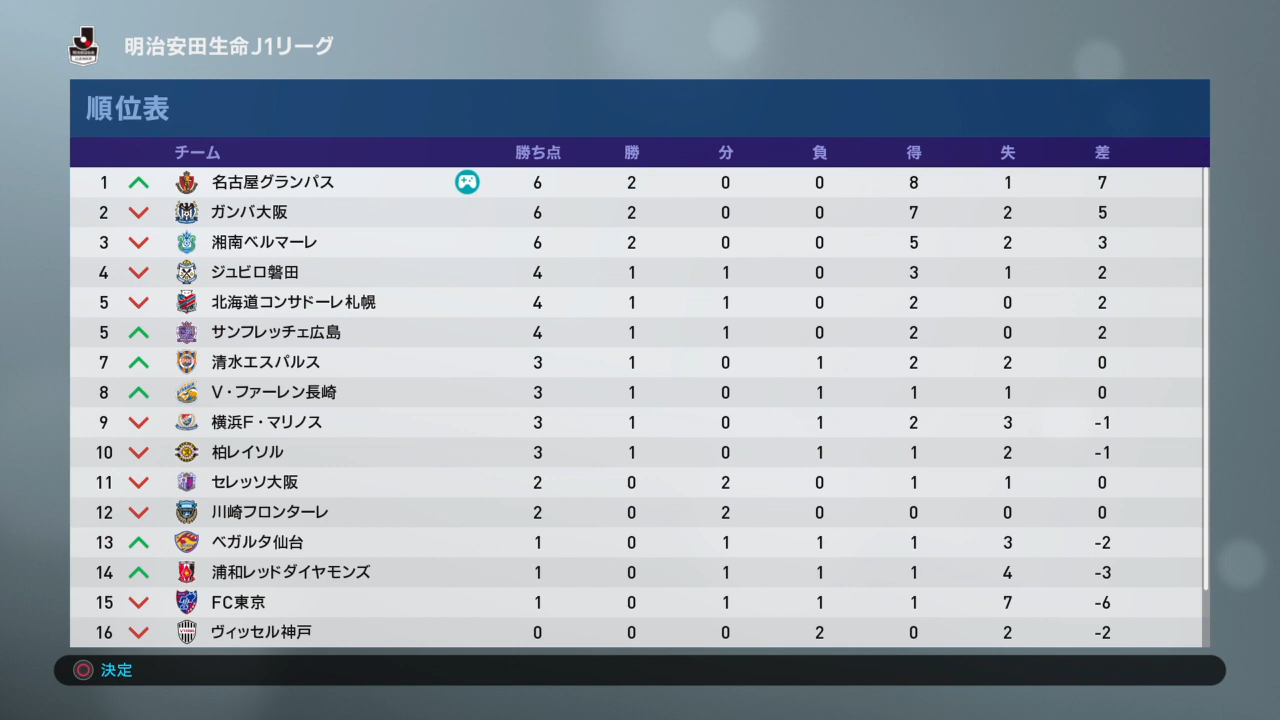 明治安田生命J1リーグ
順位表
チーム 勝ち点 勝 分 負 得 失 差
1 名古屋グランパス 6 2 0 0 8 1 7
2 ガンバ大阪 6 2 0 0 7 2 5
3 湘南ベルマーレ 6 2 0 0 5 2 3
4 ジュビロ磐田 4 1 1 0 3 1 2
5 北海道コンサドーレ札幌 4 1 1 0 2 0 2
5 サンフレッチェ広島 4 1 1 0 2 0 2
7 清水エスパルス 3 1 0 1 2 2 0
8 V・ファーレン長崎 3 1 0 1 1 1 0
9 横浜F・マリノス 3 1 0 1 2 3 -1
10 柏レイソル 3 1 0 1 1 2 -1
11 セレッソ大阪 2 0 2 0 1 1 0
12 川崎フロンターレ 2 0 2 0 0 0 0
13 ベガルタ仙台 1 0 1 1 1 3 -2
14 浦和レッドダイヤモンズ 1 0 1 1 1 4 -3
15 FC東京 1 0 1 1 1 7 -6
16 ヴィッセル神戸 0 0 0 2 0 2 -2
決定